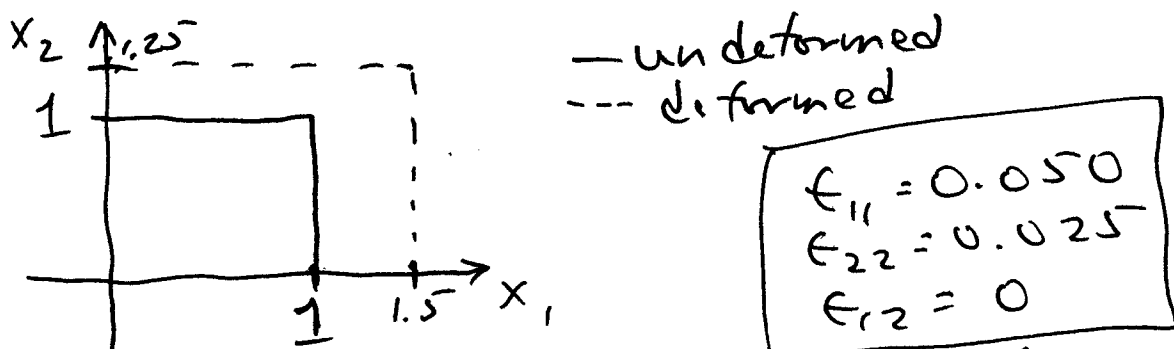 X₂ 1.25
— undeformed
1
--- deformed
ϵ₁₁ = 0.050
ϵ₂₂ = 0.025
ϵ₁₂ = 0
1 1.5 X₁